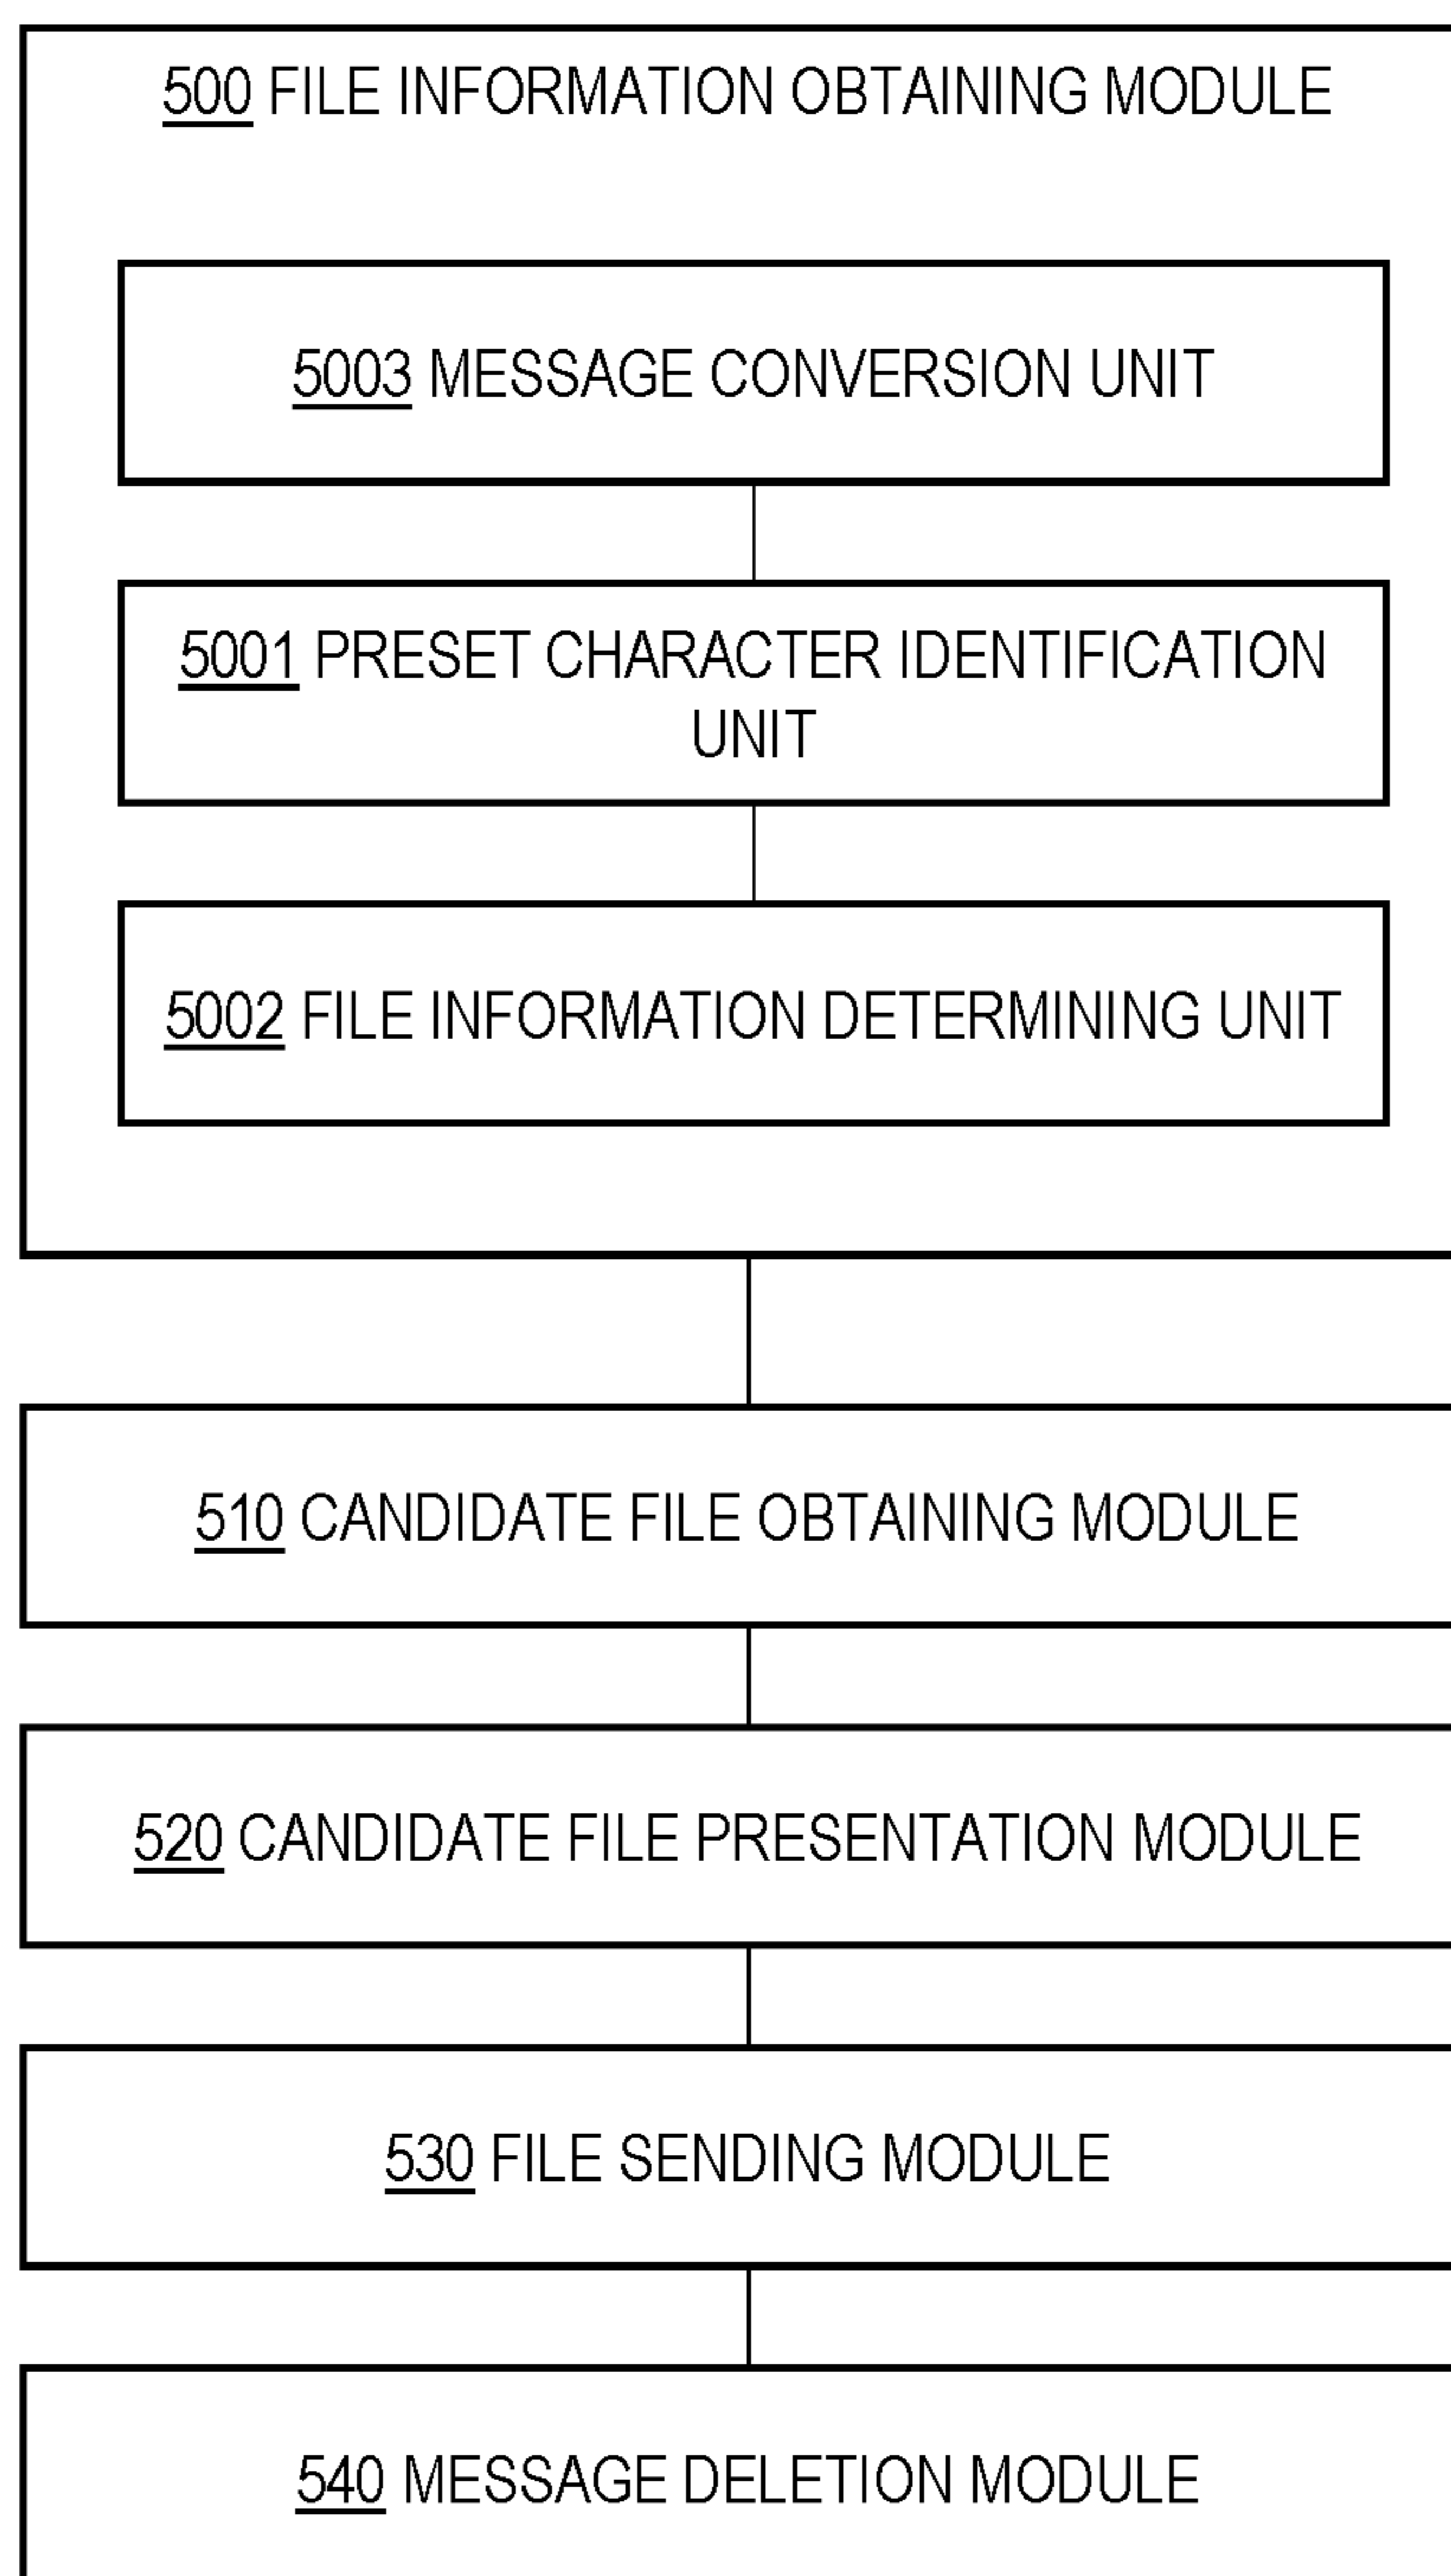 500 FILE INFORMATION OBTAINING MODULE
5003 MESSAGE CONVERSION UNIT
5001 PRESET CHARACTER IDENTIFICATION
UNIT
5002 FILE INFORMATION DETERMINING UNIT
510 CANDIDATE FILE OBTAINING MODULE
520 CANDIDATE FILE PRESENTATION MODULE
530 FILE SENDING MODULE
540 MESSAGE DELETION MODULE